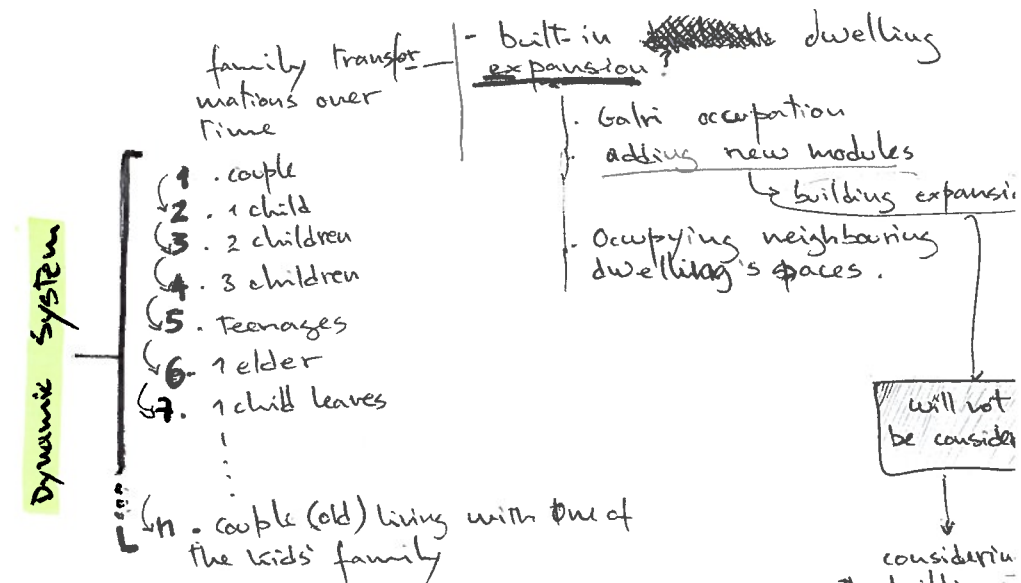 family transfor
mations over
time
- built-in dwelling
expansion?
. Galri occupation
. adding new modules
building expansi
. Occupying neighbouring
dwelling's spaces.
Dynamic System
1 . couple
2 . 1 child
3 . 2 children
4 . 3 children
5 . Teenages
6 . 1 elder
7 . 1 child leaves
n . couple (old) living with one of
the kids' family
will not
be consider
considerin